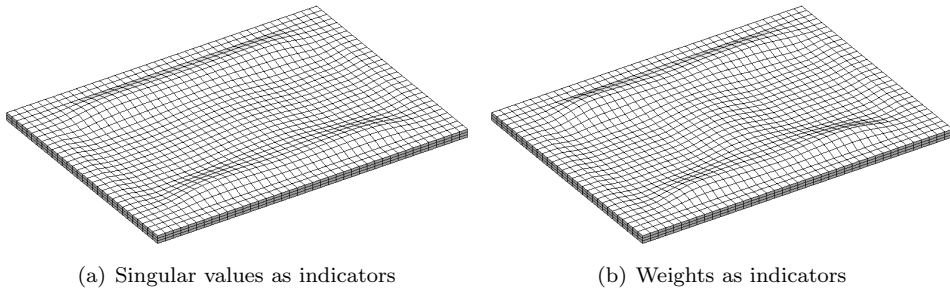 (a) Singular values as indicators
(b) Weights as indicators